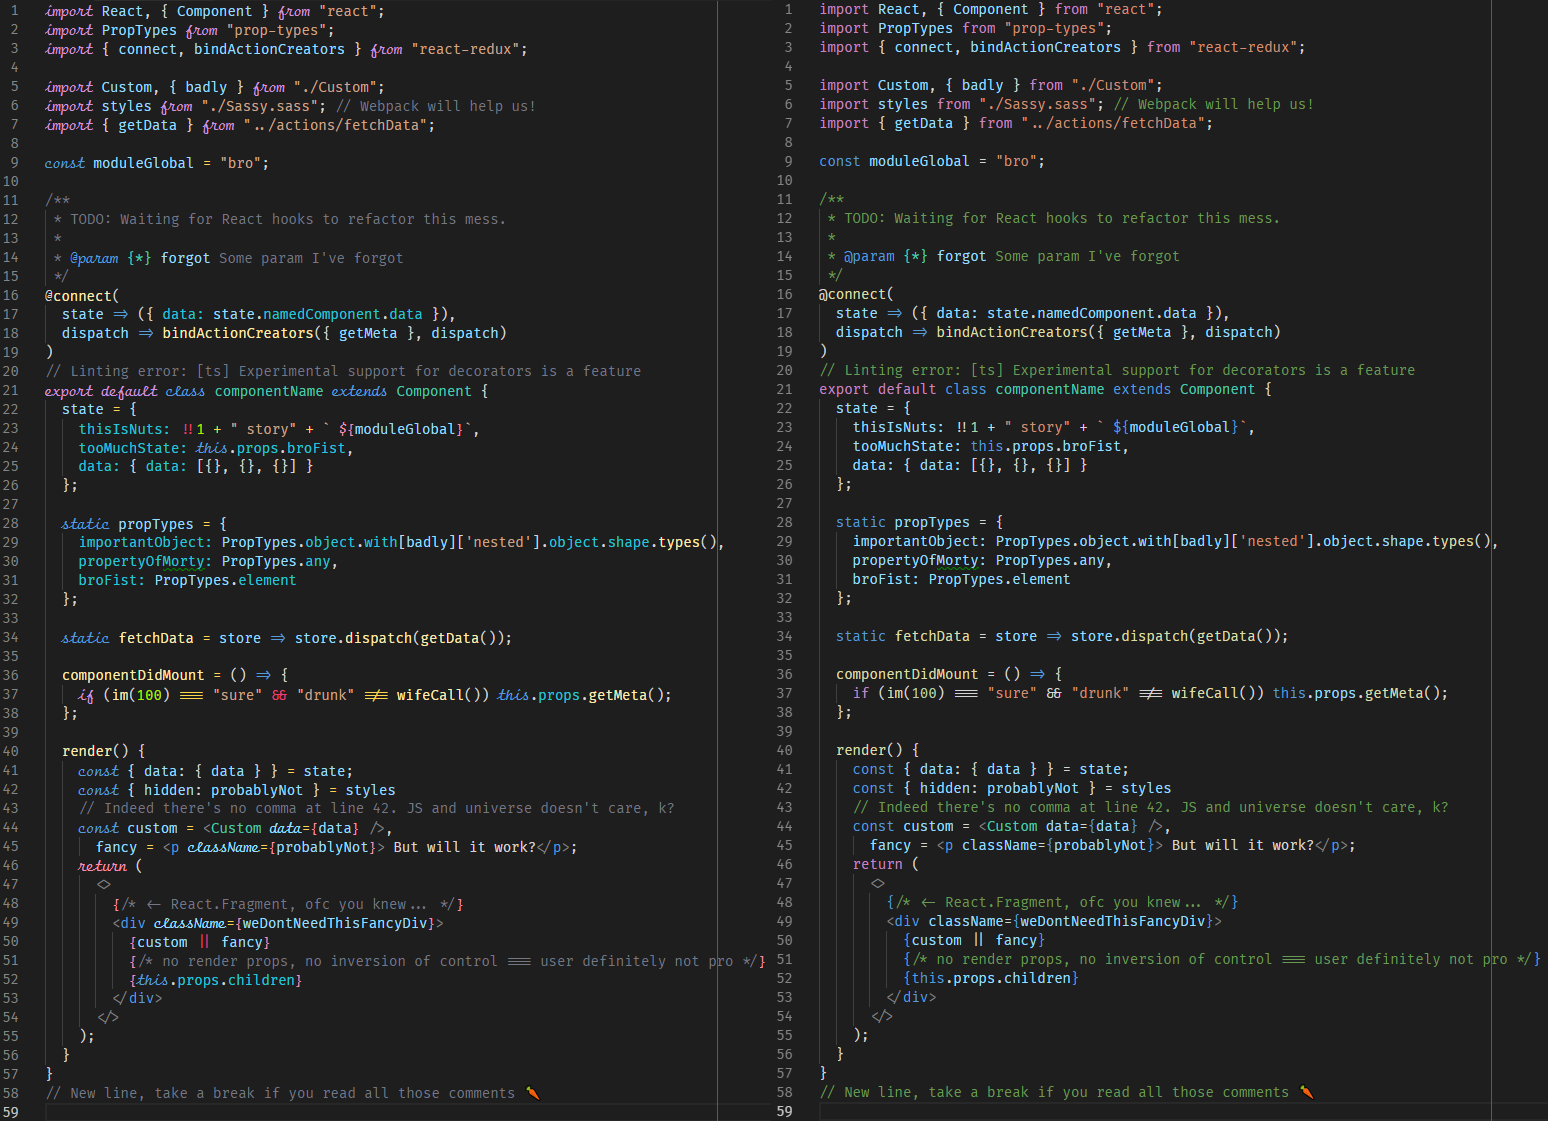 1 import React, { Component } from "react";
2 import PropTypes from "prop-types";
3 import { connect, bindActionCreators } from "react-redux";
4
5 import Custom, { badly } from "./Custom";
6 import styles from "./Sassy.sass"; // Webpack will help us!
7 import { getData } from "../actions/fetchData";
8
9 const moduleGlobal = "bro";
10
11 /**
12  * TODO: Waiting for React hooks to refactor this mess.
13  *
14  * @param {*} forgot Some param I've forgot
15  */
16 @connect(
17   state => ({ data: state.namedComponent.data }),
18   dispatch => bindActionCreators({ getMeta }, dispatch)
19 )
20 // Linting error: [ts] Experimental support for decorators is a feature
21 export default class componentName extends Component {
22   state = {
23     thisIsNuts: !!1 + " story" + ` ${moduleGlobal}`,
24     tooMuchState: this.props.broFist,
25     data: { data: [{}, {}, {}] }
26   };
27
28   static propTypes = {
29     importantObject: PropTypes.object.with[badly]['nested'].object.shape.types(),
30     propertyOfMorty: PropTypes.any,
31     broFist: PropTypes.element
32   };
33
34   static fetchData = store => store.dispatch(getData());
35
36   componentDidMount = () => {
37     if (im(100) === "sure" && "drunk" !== wifeCall()) this.props.getMeta();
38   };
39
40   render() {
41     const { data: { data } } = state;
42     const { hidden: probablyNot } = styles
43     // Indeed there's no comma at line 42. JS and universe doesn't care, k?
44     const custom = <Custom data={data} />,
45       fancy = <p className={probablyNot}> But will it work?</p>;
46     return (
47       <>
48         {/* <- React.Fragment, ofc you knew... */}
49         <div className={weDontNeedThisFancyDiv}>
50           {custom || fancy}
51           {/* no render props, no inversion of control === user definitely not pro */}
52           {this.props.children}
53         </div>
54       </>
55     );
56   }
57 }
58 // New line, take a break if you read all those comments 🥕
59
1 import React, { Component } from "react";
2 import PropTypes from "prop-types";
3 import { connect, bindActionCreators } from "react-redux";
4
5 import Custom, { badly } from "./Custom";
6 import styles from "./Sassy.sass"; // Webpack will help us!
7 import { getData } from "../actions/fetchData";
8
9 const moduleGlobal = "bro";
10
11 /**
12  * TODO: Waiting for React hooks to refactor this mess.
13  *
14  * @param {*} forgot Some param I've forgot
15  */
16 @connect(
17   state => ({ data: state.namedComponent.data }),
18   dispatch => bindActionCreators({ getMeta }, dispatch)
19 )
20 // Linting error: [ts] Experimental support for decorators is a feature
21 export default class componentName extends Component {
22   state = {
23     thisIsNuts: !!1 + " story" + ` ${moduleGlobal}`,
24     tooMuchState: this.props.broFist,
25     data: { data: [{}, {}, {}] }
26   };
27
28   static propTypes = {
29     importantObject: PropTypes.object.with[badly]['nested'].object.shape.types(),
30     propertyOfMorty: PropTypes.any,
31     broFist: PropTypes.element
32   };
33
34   static fetchData = store => store.dispatch(getData());
35
36   componentDidMount = () => {
37     if (im(100) === "sure" && "drunk" !== wifeCall()) this.props.getMeta();
38   };
39
40   render() {
41     const { data: { data } } = state;
42     const { hidden: probablyNot } = styles
43     // Indeed there's no comma at line 42. JS and universe doesn't care, k?
44     const custom = <Custom data={data} />,
45       fancy = <p className={probablyNot}> But will it work?</p>;
46     return (
47       <>
48         {/* <- React.Fragment, ofc you knew... */}
49         <div className={weDontNeedThisFancyDiv}>
50           {custom || fancy}
51           {/* no render props, no inversion of control === user definitely not pro */}
52           {this.props.children}
53         </div>
54       </>
55     );
56   }
57 }
58 // New line, take a break if you read all those comments 🥕
59